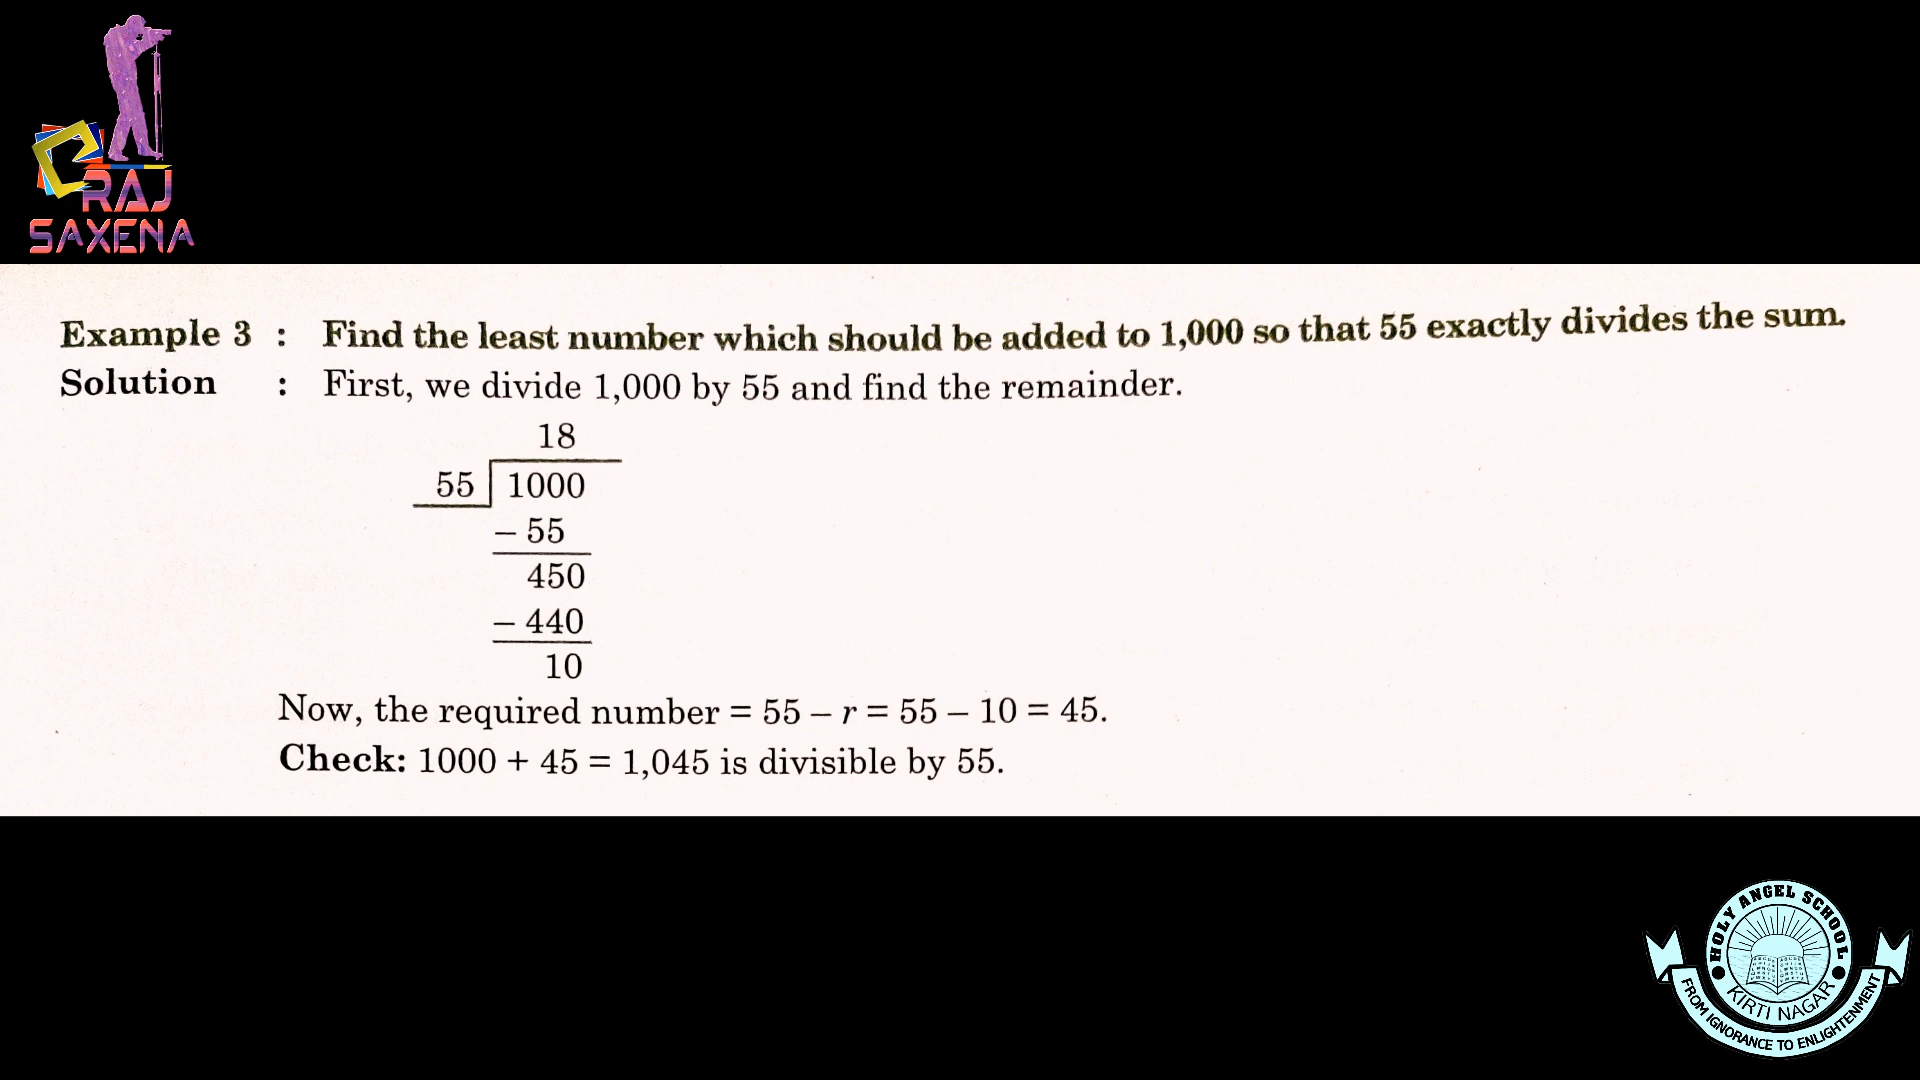 RAJ
SAXENA
Example 3 : Find the least number which should be added to 1,000 so that 55 exactly divides the sum.
Solution : First, we divide 1,000 by 55 and find the remainder.
18
55 1000
– 55
450
– 440
10
Now, the required number = 55 – r = 55 – 10 = 45.
Check: 1000 + 45 = 1,045 is divisible by 55.
HOLY ANGEL SCHOOL
KIRTI NAGAR
FROM IGNORANCE TO ENLIGHTENMENT